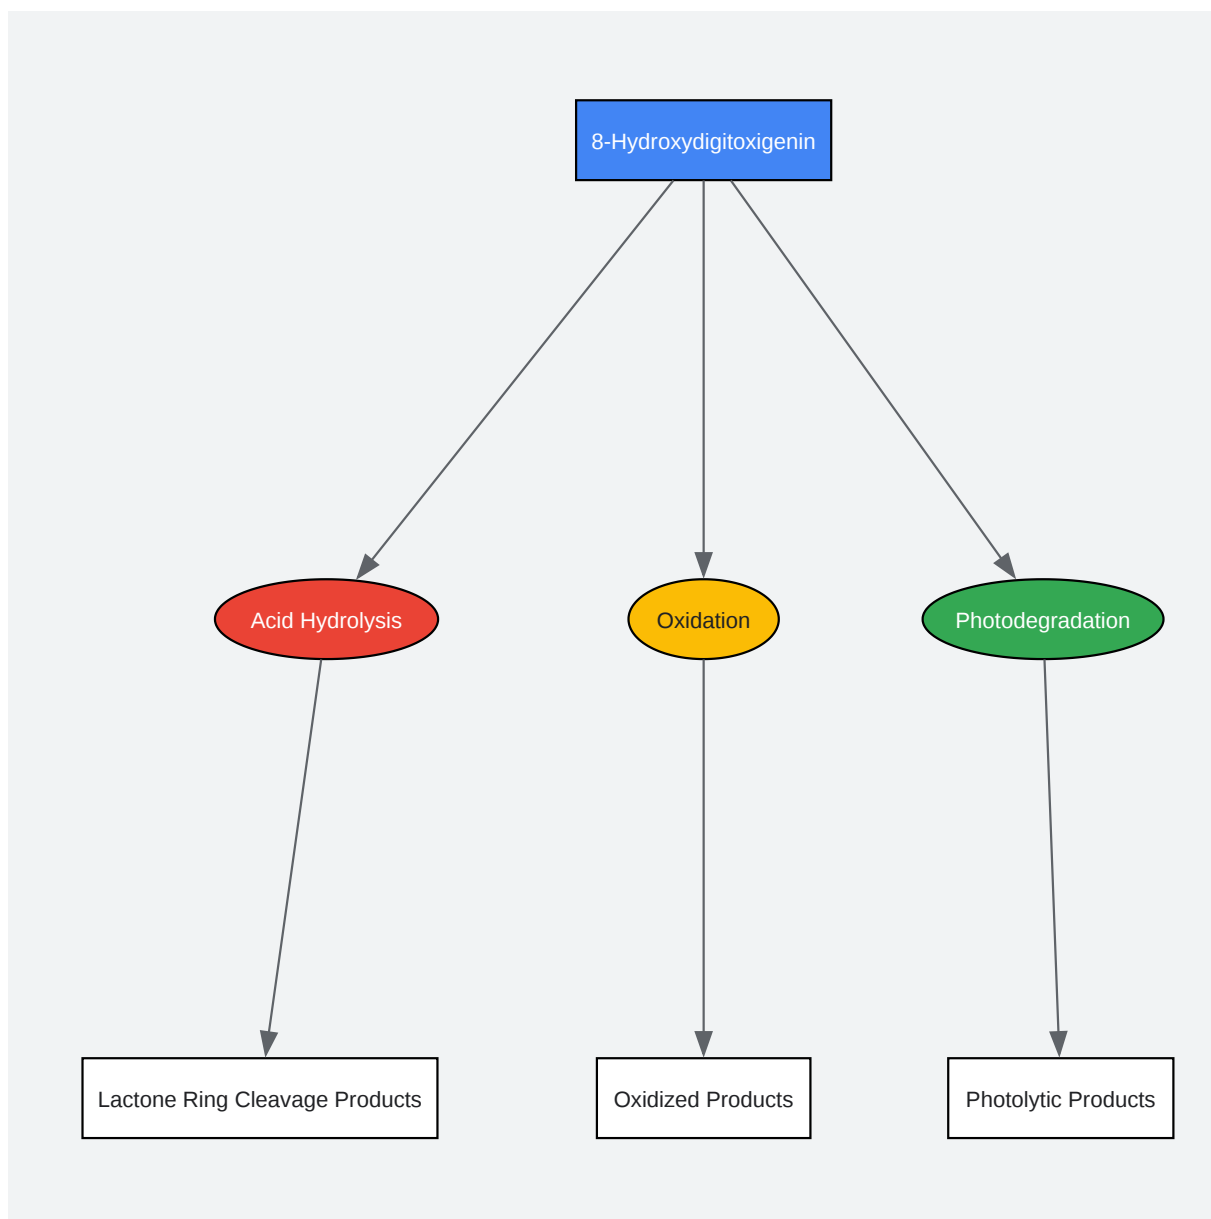 8-Hydroxydigitoxigenin
Acid Hydrolysis
Oxidation
Photodegradation
Lactone Ring Cleavage Products
Oxidized Products
Photolytic Products